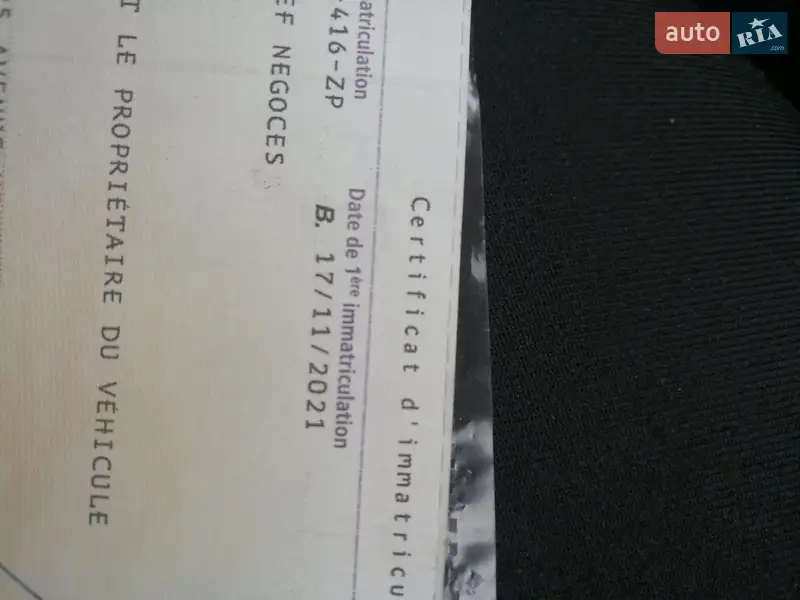 Certificat d'immatricu
atriculation
Date de 1ère immatriculation
416-ZP
B. 17/11/2021
EF NEGOCES
T LE PROPRIÉTAIRE DU VÉHICULE
auto RIA .com